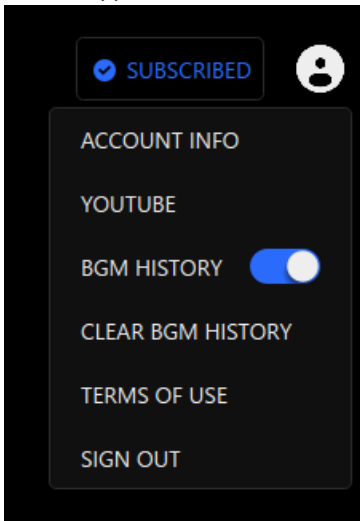 SUBSCRIBED
ACCOUNT INFO
YOUTUBE
BGM HISTORY
CLEAR BGM HISTORY
TERMS OF USE
SIGN OUT